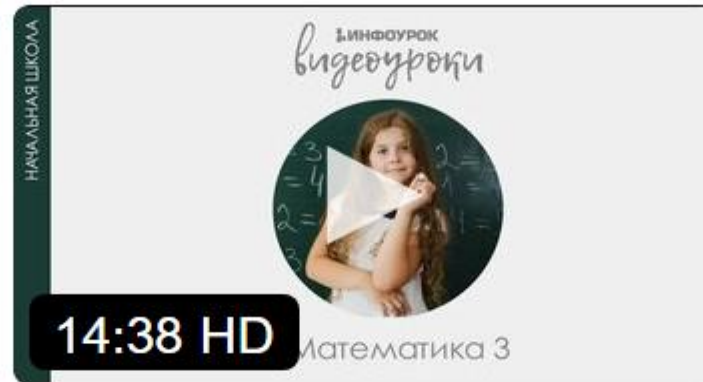 НАЧАЛЬНАЯ ШКОЛА
ИНФОУРОК
видеоуроки
14:38 HD
Математика 3